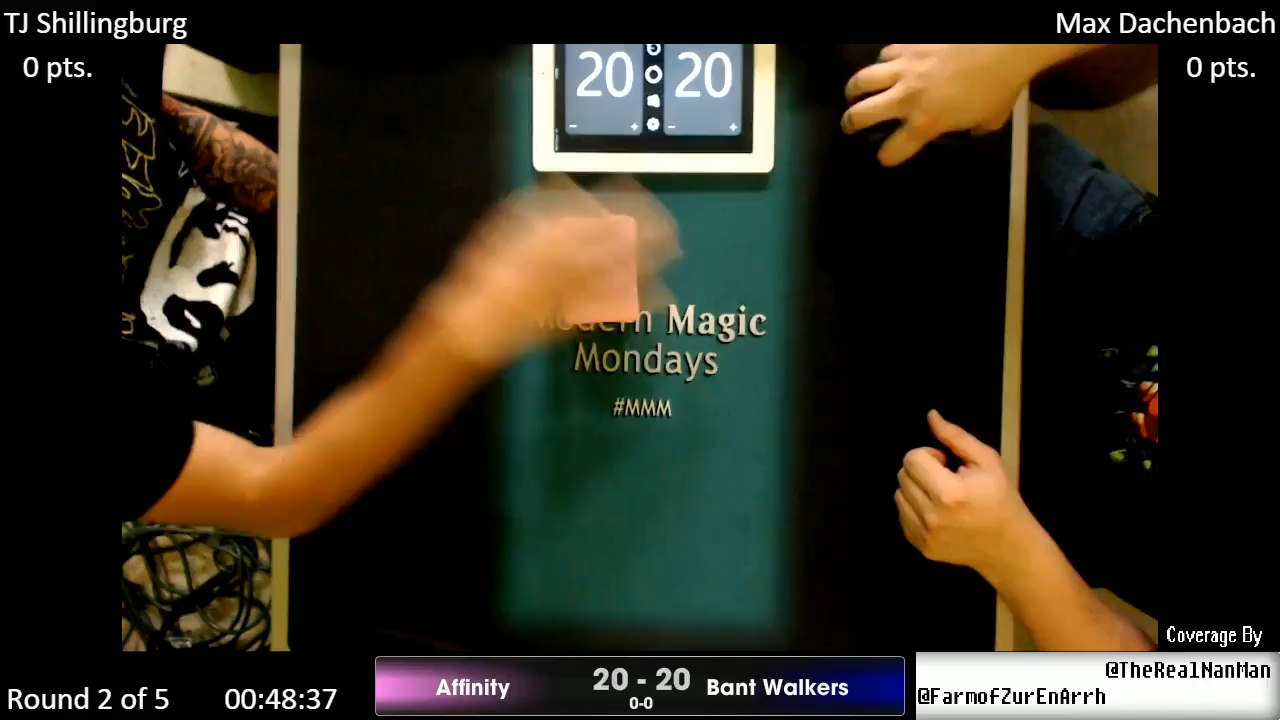 TJ Shillingburg
Max Dachenbach
0 pts.
0 pts.
20
20
Modern Magic
Mondays
#MMM
Coverage By
@TheRealNanMan
@FarmofZurEnArrh
Round 2 of 5
00:48:37
Affinity
20 - 20
0-0
Bant Walkers